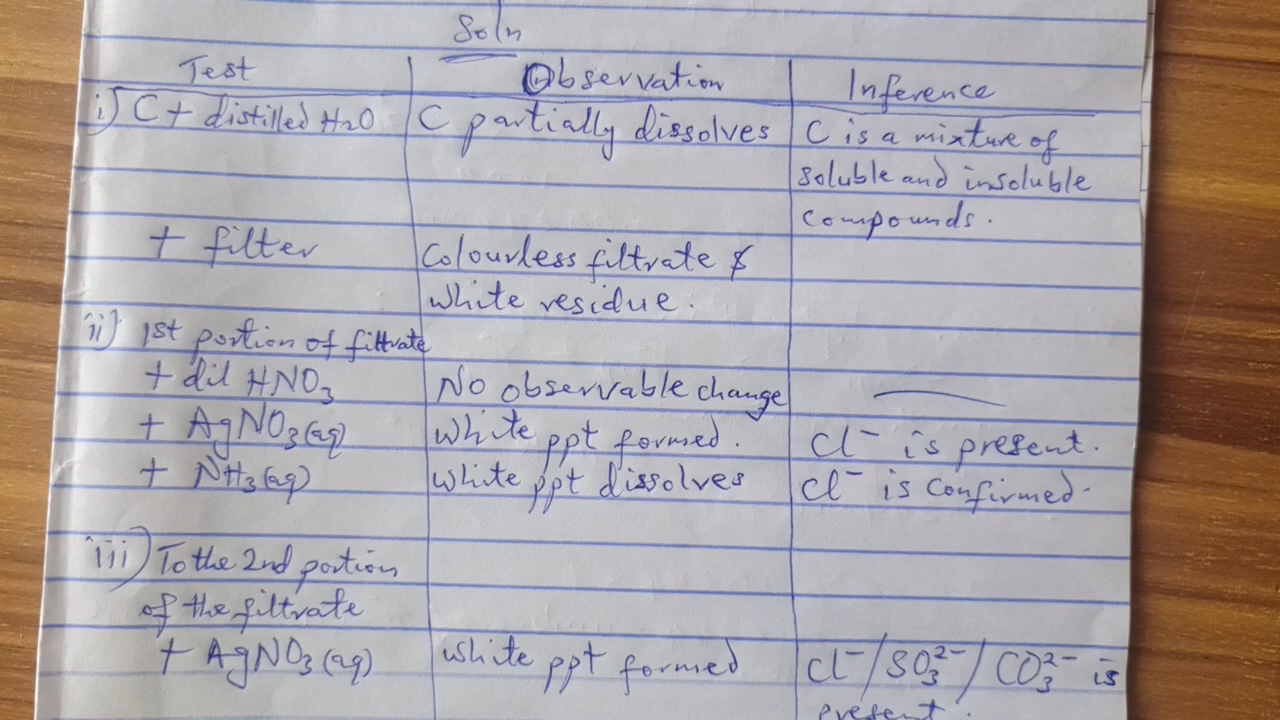 Soln
Test Observation Inference
i) C + distilled H2O C partially dissolves C is a mixture of
soluble and insoluble
compounds.
+ filter Colourless filtrate &
white residue.
ii) 1st portion of filtrate
+ dil HNO3 No observable change —
+ AgNO3(aq) white ppt formed. Cl⁻ is present.
+ NH3(aq) white ppt dissolves Cl⁻ is confirmed.
iii) To the 2nd portion
of the filtrate
+ AgNO3(aq) white ppt formed Cl⁻/SO3²⁻/CO3²⁻ is
present.